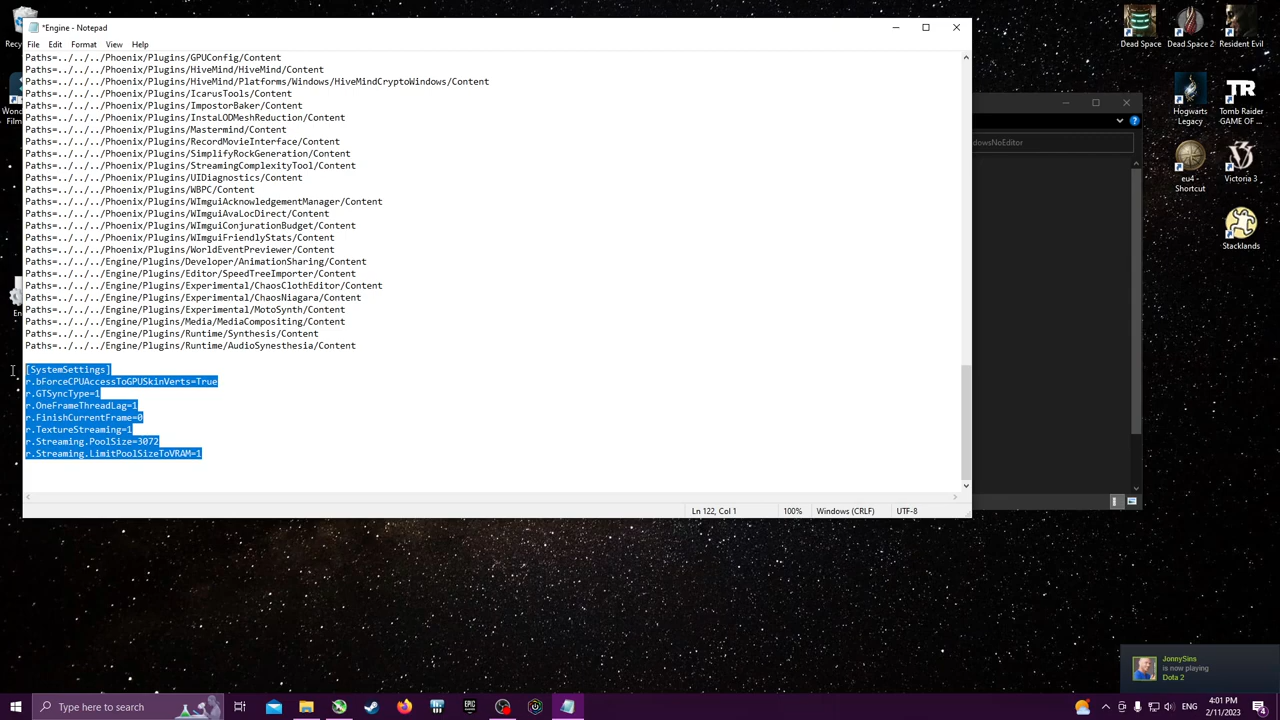 *Engine - Notepad
File Edit Format View Help
Paths=../../../Phoenix/Plugins/GPUConfig/Content
Paths=../../../Phoenix/Plugins/HiveMind/HiveMind/Content
Paths=../../../Phoenix/Plugins/HiveMind/Platforms/Windows/HiveMindCryptoWindows/Content
Paths=../../../Phoenix/Plugins/IcarusTools/Content
Paths=../../../Phoenix/Plugins/ImpostorBaker/Content
Paths=../../../Phoenix/Plugins/InstaLODMeshReduction/Content
Paths=../../../Phoenix/Plugins/Mastermind/Content
Paths=../../../Phoenix/Plugins/RecordMovieInterface/Content
Paths=../../../Phoenix/Plugins/SimplifyRockGeneration/Content
Paths=../../../Phoenix/Plugins/StreamingComplexityTool/Content
Paths=../../../Phoenix/Plugins/UIDiagnostics/Content
Paths=../../../Phoenix/Plugins/WBPC/Content
Paths=../../../Phoenix/Plugins/WImguiAcknowledgementManager/Content
Paths=../../../Phoenix/Plugins/WImguiAvaLocDirect/Content
Paths=../../../Phoenix/Plugins/WImguiConjurationBudget/Content
Paths=../../../Phoenix/Plugins/WImguiFriendlyStats/Content
Paths=../../../Phoenix/Plugins/WorldEventPreviewer/Content
Paths=../../../Engine/Plugins/Developer/AnimationSharing/Content
Paths=../../../Engine/Plugins/Editor/SpeedTreeImporter/Content
Paths=../../../Engine/Plugins/Experimental/ChaosClothEditor/Content
Paths=../../../Engine/Plugins/Experimental/ChaosNiagara/Content
Paths=../../../Engine/Plugins/Experimental/MotoSynth/Content
Paths=../../../Engine/Plugins/Media/MediaCompositing/Content
Paths=../../../Engine/Plugins/Runtime/Synthesis/Content
Paths=../../../Engine/Plugins/Runtime/AudioSynesthesia/Content
[SystemSettings]
r.bForceCPUAccessToGPUSkinVerts=True
r.GTSyncType=1
r.OneFrameThreadLag=1
r.FinishCurrentFrame=0
r.TextureStreaming=1
r.Streaming.PoolSize=3072
r.Streaming.LimitPoolSizeToVRAM=1
Ln 122, Col 1 100% Windows (CRLF) UTF-8
Recy
Wond
Film
En
dowsNoEditor
Dead Space Dead Space 2 Resident Evil
TR
Hogwarts
Legacy
Tomb Raider
GAME OF ...
eu4 -
Shortcut
Victoria 3
Stacklands
JonnySins
is now playing
Dota 2
Type here to search
EPIC
4:01 PM
2/11/2023